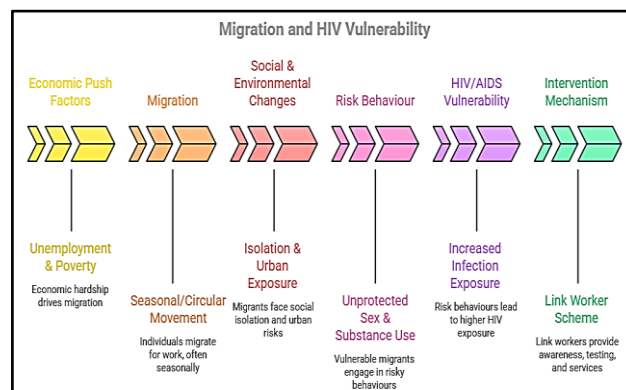 Migration and HIV Vulnerability
Economic Push
Factors
Migration
Social &
Environmental
Changes
Risk Behaviour
HIV/AIDS
Vulnerability
Intervention
Mechanism
Unemployment
& Poverty
Economic hardship
drives migration
Seasonal/Circular
Movement
Individuals migrate
for work, often
seasonally
Isolation &
Urban
Exposure
Migrants face social
isolation and urban
risks
Unprotected
Sex &
Substance Use
Vulnerable migrants
engage in risky
behaviours
Increased
Infection
Exposure
Risk behaviours lead
to higher HIV
exposure
Link Worker
Scheme
Link workers provide
awareness, testing,
and services